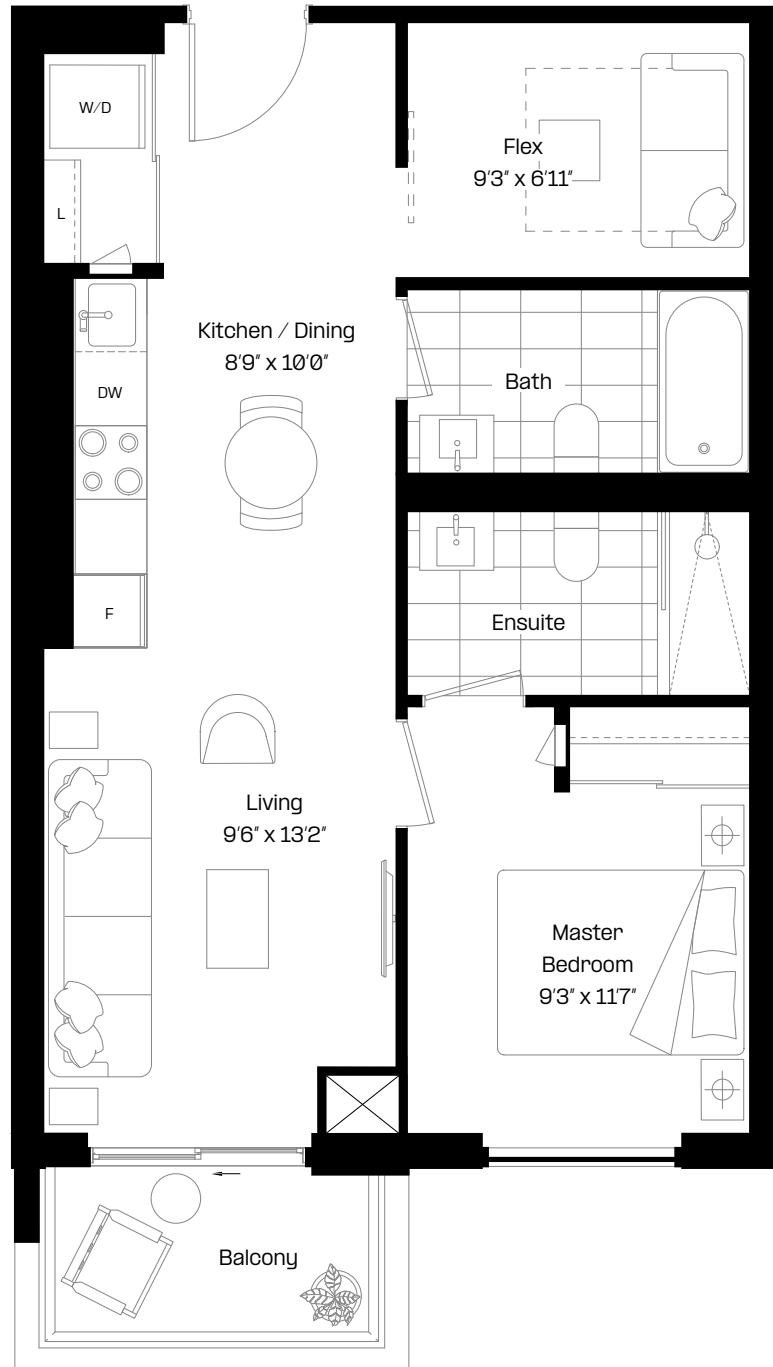 W/D
Flex
9'3" x 6'11"
L
Kitchen / Dining
8'9" x 10'0"
Bath
DW
F
Ensuite
Living
9'6" x 13'2"
Master
Bedroom
9'3" x 11'7"
Balcony